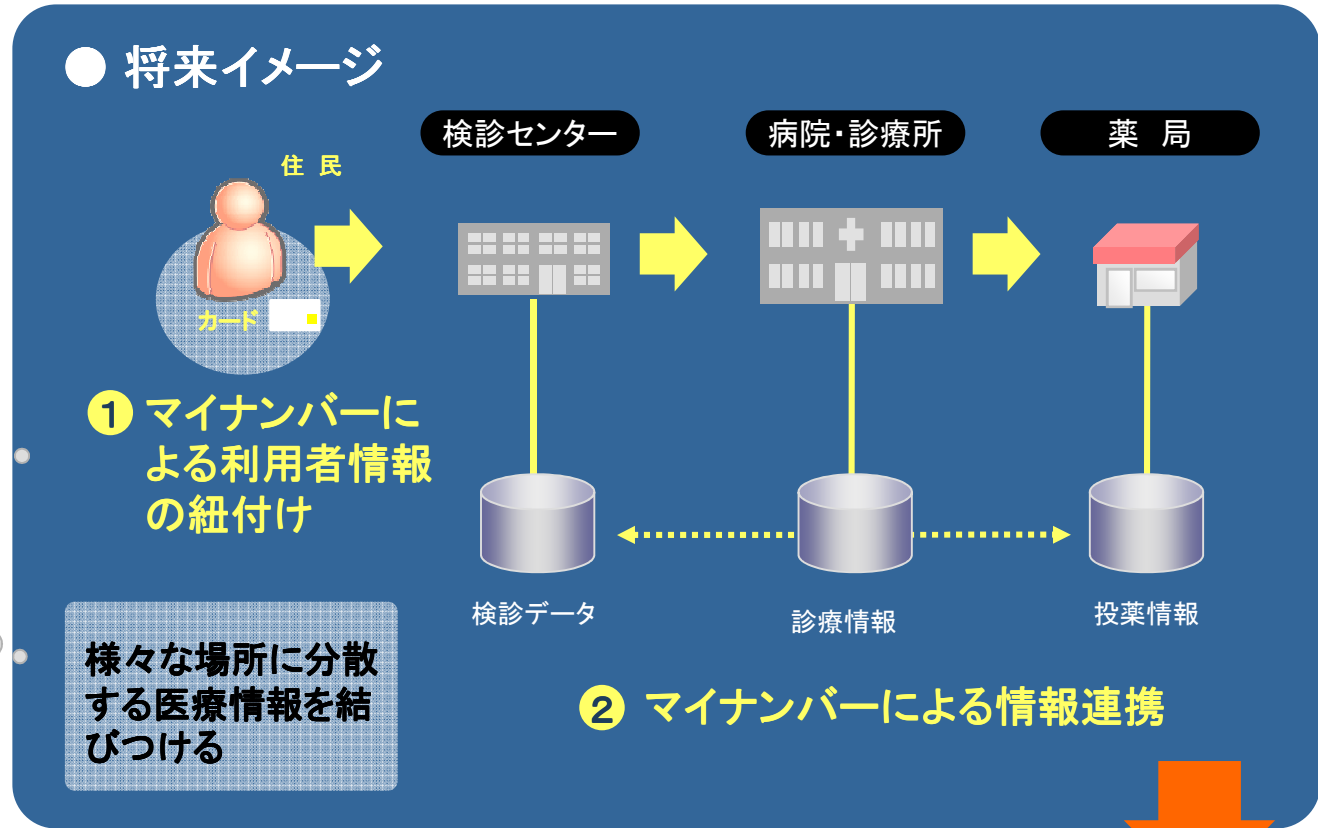 ● 将来イメージ
検診センター
病院・診療所
薬 局
住 民
カード
❶ マイナンバーに
よる利用者情報
の紐付け
検診データ
診療情報
投薬情報
様々な場所に分散
する医療情報を結
びつける
❷ マイナンバーによる情報連携